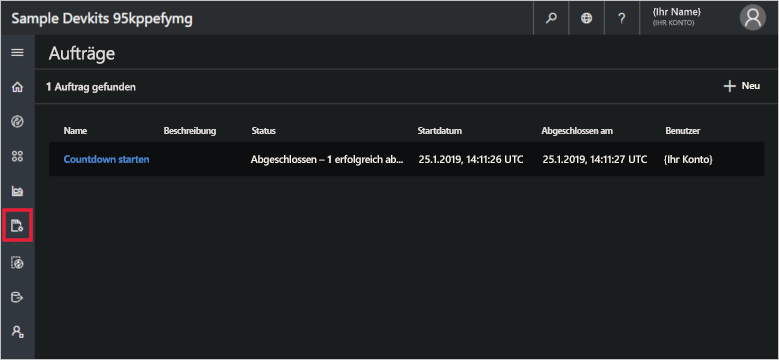 Sample Devkits 95kppefymg
?
{Ihr Name}
(IHR KONTO)
Aufträge
1 Auftrag gefunden
+ Neu
Name Beschreibung Status Startdatum Abgeschlossen am Benutzer
Countdown starten Abgeschlossen – 1 erfolgreich ab... 25.1.2019, 14:11:26 UTC 25.1.2019, 14:11:27 UTC {Ihr Konto}